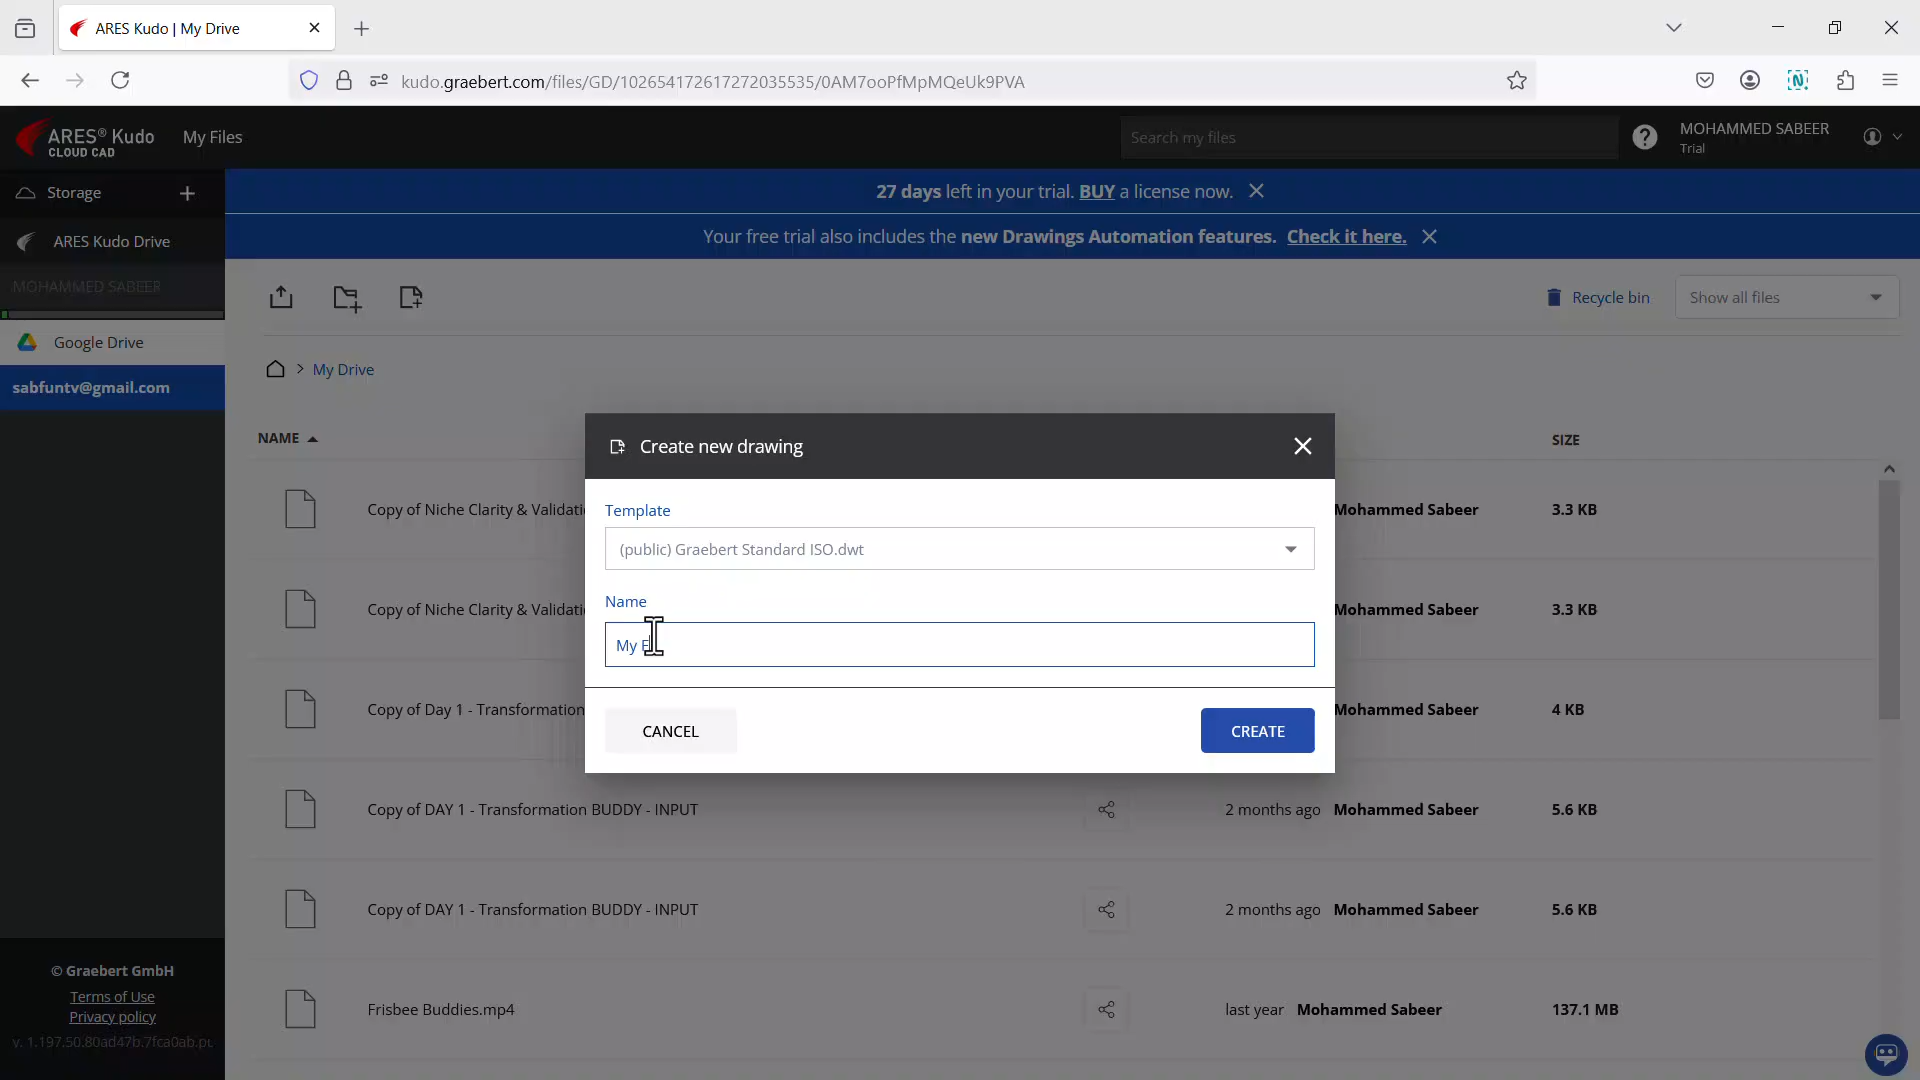 ARES Kudo | My Drive
kudo.graebert.com/files/GD/102654172617272035535/0AM7ooPfMpMQeUk9PVA
ARES® Kudo
CLOUD CAD
My Files
Search my files
MOHAMMED SABEER
Trial
Storage
27 days left in your trial. BUY a license now.
ARES Kudo Drive
Your free trial also includes the new Drawings Automation features. Check it here.
MOHAMMED SABEER
Recycle bin
Show all files
Google Drive
My Drive
sabfuntv@gmail.com
NAME
SIZE
Create new drawing
Template
(public) Graebert Standard ISO.dwt
Name
My
CANCEL
CREATE
Copy of Niche Clarity & Validati
Mohammed Sabeer
3.3 KB
Copy of Niche Clarity & Validati
Mohammed Sabeer
3.3 KB
Copy of Day 1 - Transformation
Mohammed Sabeer
4 KB
Copy of DAY 1 - Transformation BUDDY - INPUT
2 months ago Mohammed Sabeer
5.6 KB
Copy of DAY 1 - Transformation BUDDY - INPUT
2 months ago Mohammed Sabeer
5.6 KB
Frisbee Buddies.mp4
last year Mohammed Sabeer
137.1 MB
© Graebert GmbH
Terms of Use
Privacy policy
v. 1.197.50.80ad47b.7fca0ab.